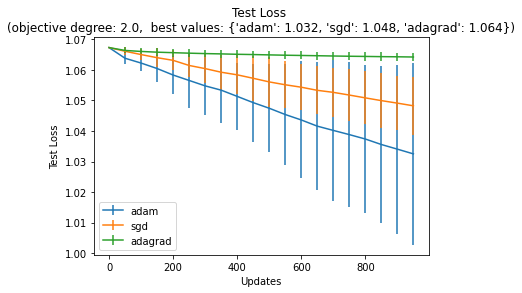 Test Loss
(objective degree: 2.0,  best values: {'adam': 1.032, 'sgd': 1.048, 'adagrad': 1.064})
1.07
1.06
1.05
1.04
1.03
1.02
1.01
1.00
Test Loss
adam
sgd
adagrad
0 200 400 600 800
Updates